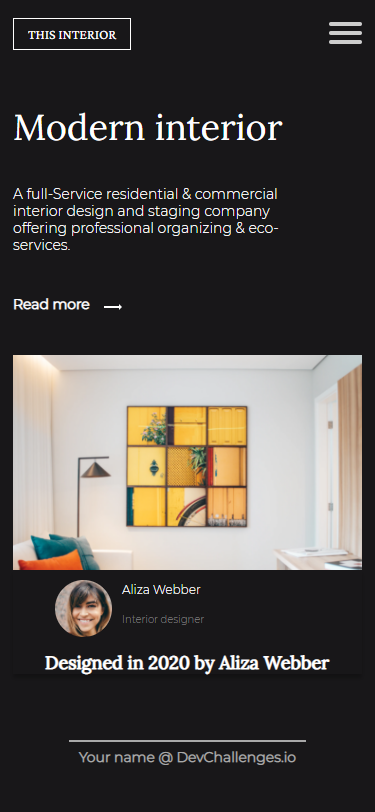 THIS INTERIOR
Modern interior
A full-Service residential & commercial
interior design and staging company
offering professional organizing & eco-
services.
Read more
Aliza Webber
Interior designer
Designed in 2020 by Aliza Webber
Your name @ DevChallenges.io